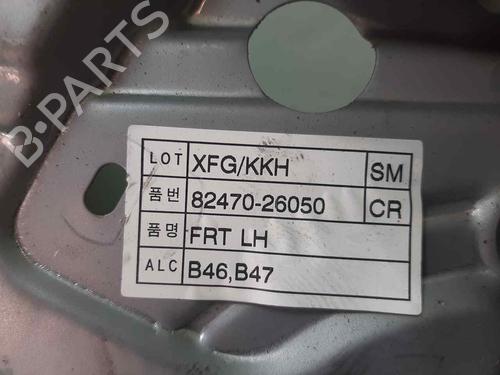 B-PARTS
LOT XFG/KKH SM
품번 82470-26050 CR
품명 FRT LH
ALC B46,B47